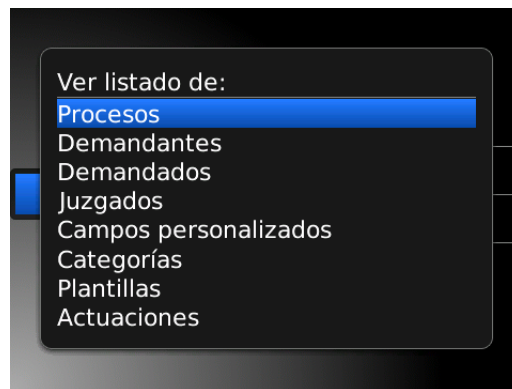 Ver listado de:
Procesos
Demandantes
Demandados
Juzgados
Campos personalizados
Categorías
Plantillas
Actuaciones